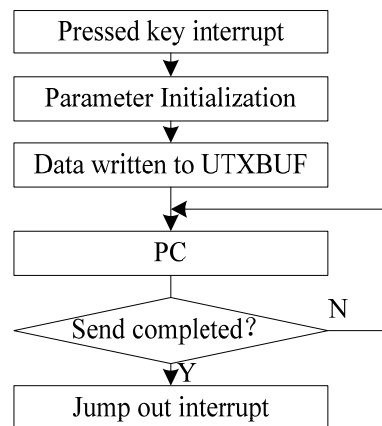 Pressed key interrupt
Parameter Initialization
Data written to UTXBUF
PC
Send completed?
N
Y
Jump out interrupt